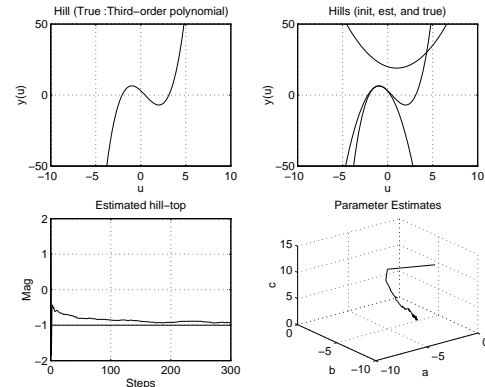 Hill (True :Third-order polynomial)
50
0
-50
-10
-5
0
5
10
y(u)
u
Hills (init, est, and true)
50
0
-50
-10
-5
0
5
10
y(u)
u
Estimated hill-top
2
1
0
-1
-2
0
100
200
300
Mag
Steps
Parameter Estimates
15
10
5
0
0
-5
-10
-10
-5
0
c
b
a